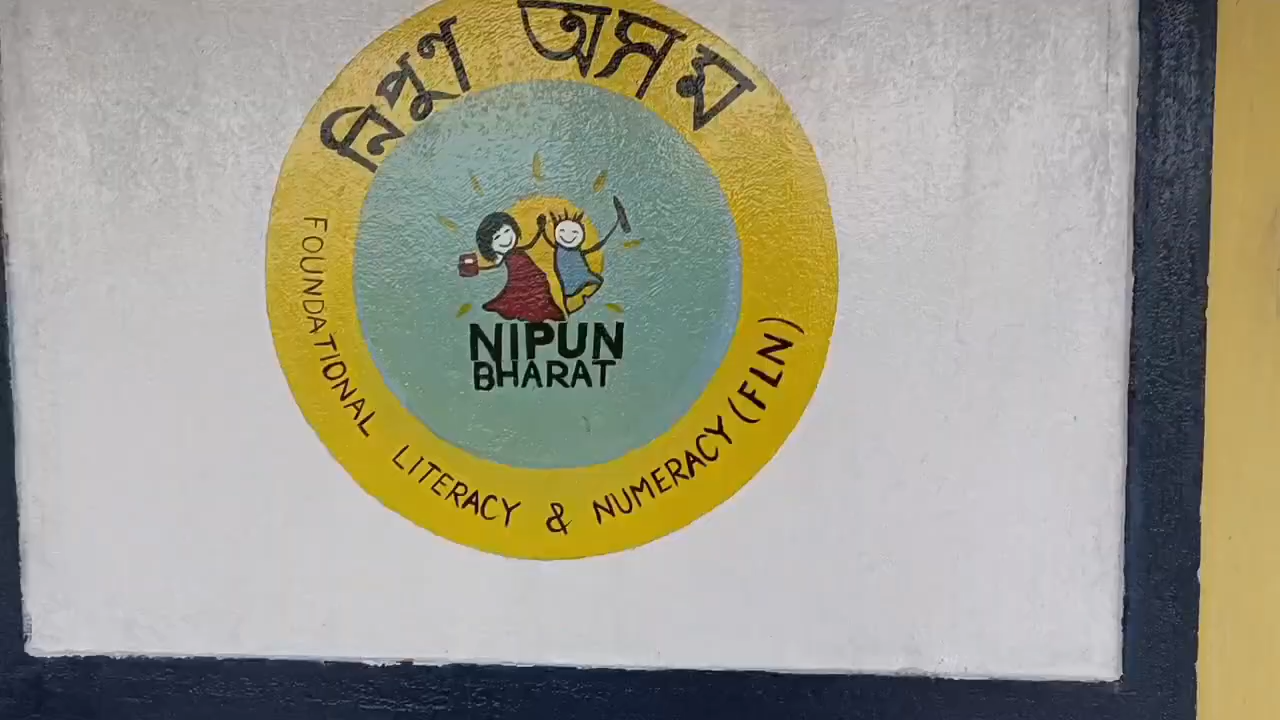 নিপুণ অসম
NIPUN
BHARAT
FOUNDATIONAL LITERACY & NUMERACY (FLN)